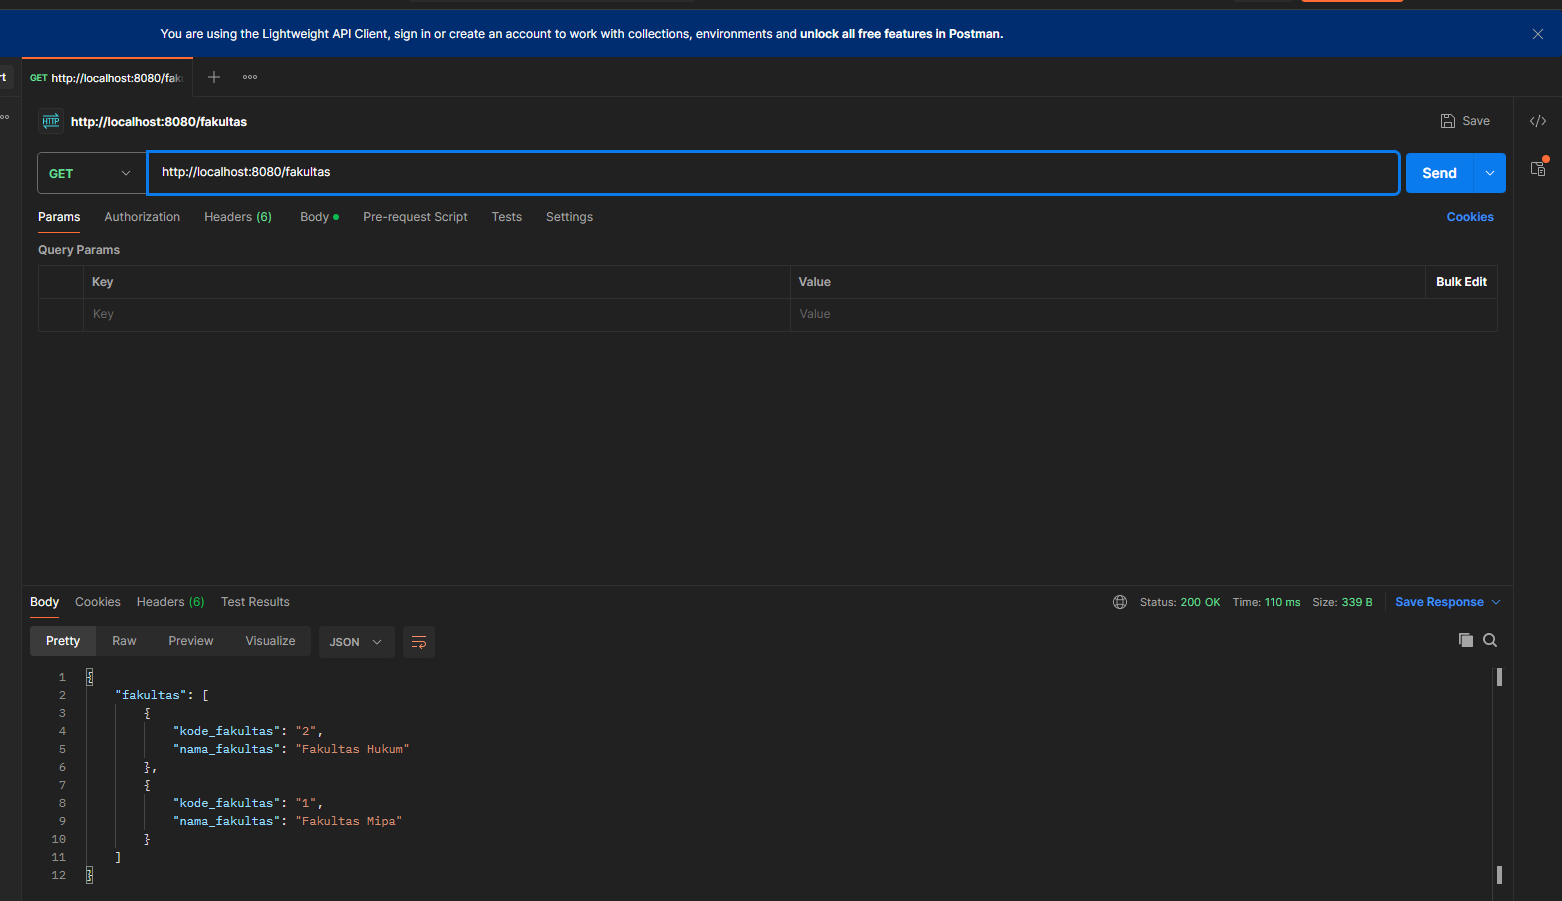 You are using the Lightweight API Client, sign in or create an account to work with collections, environments and unlock all free features in Postman.
rt GET http://localhost:8080/fak
HTTP http://localhost:8080/fakultas Save
GET http://localhost:8080/fakultas Send
Params Authorization Headers (6) Body Pre-request Script Tests Settings Cookies
Query Params
Key Value Bulk Edit
Key Value
Body Cookies Headers (6) Test Results Status: 200 OK Time: 110 ms Size: 339 B Save Response
Pretty Raw Preview Visualize JSON
1 {
2 "fakultas": [
3 {
4 "kode_fakultas": "2",
5 "nama_fakultas": "Fakultas Hukum"
6 },
7 {
8 "kode_fakultas": "1",
9 "nama_fakultas": "Fakultas Mipa"
10 }
11 ]
12 }